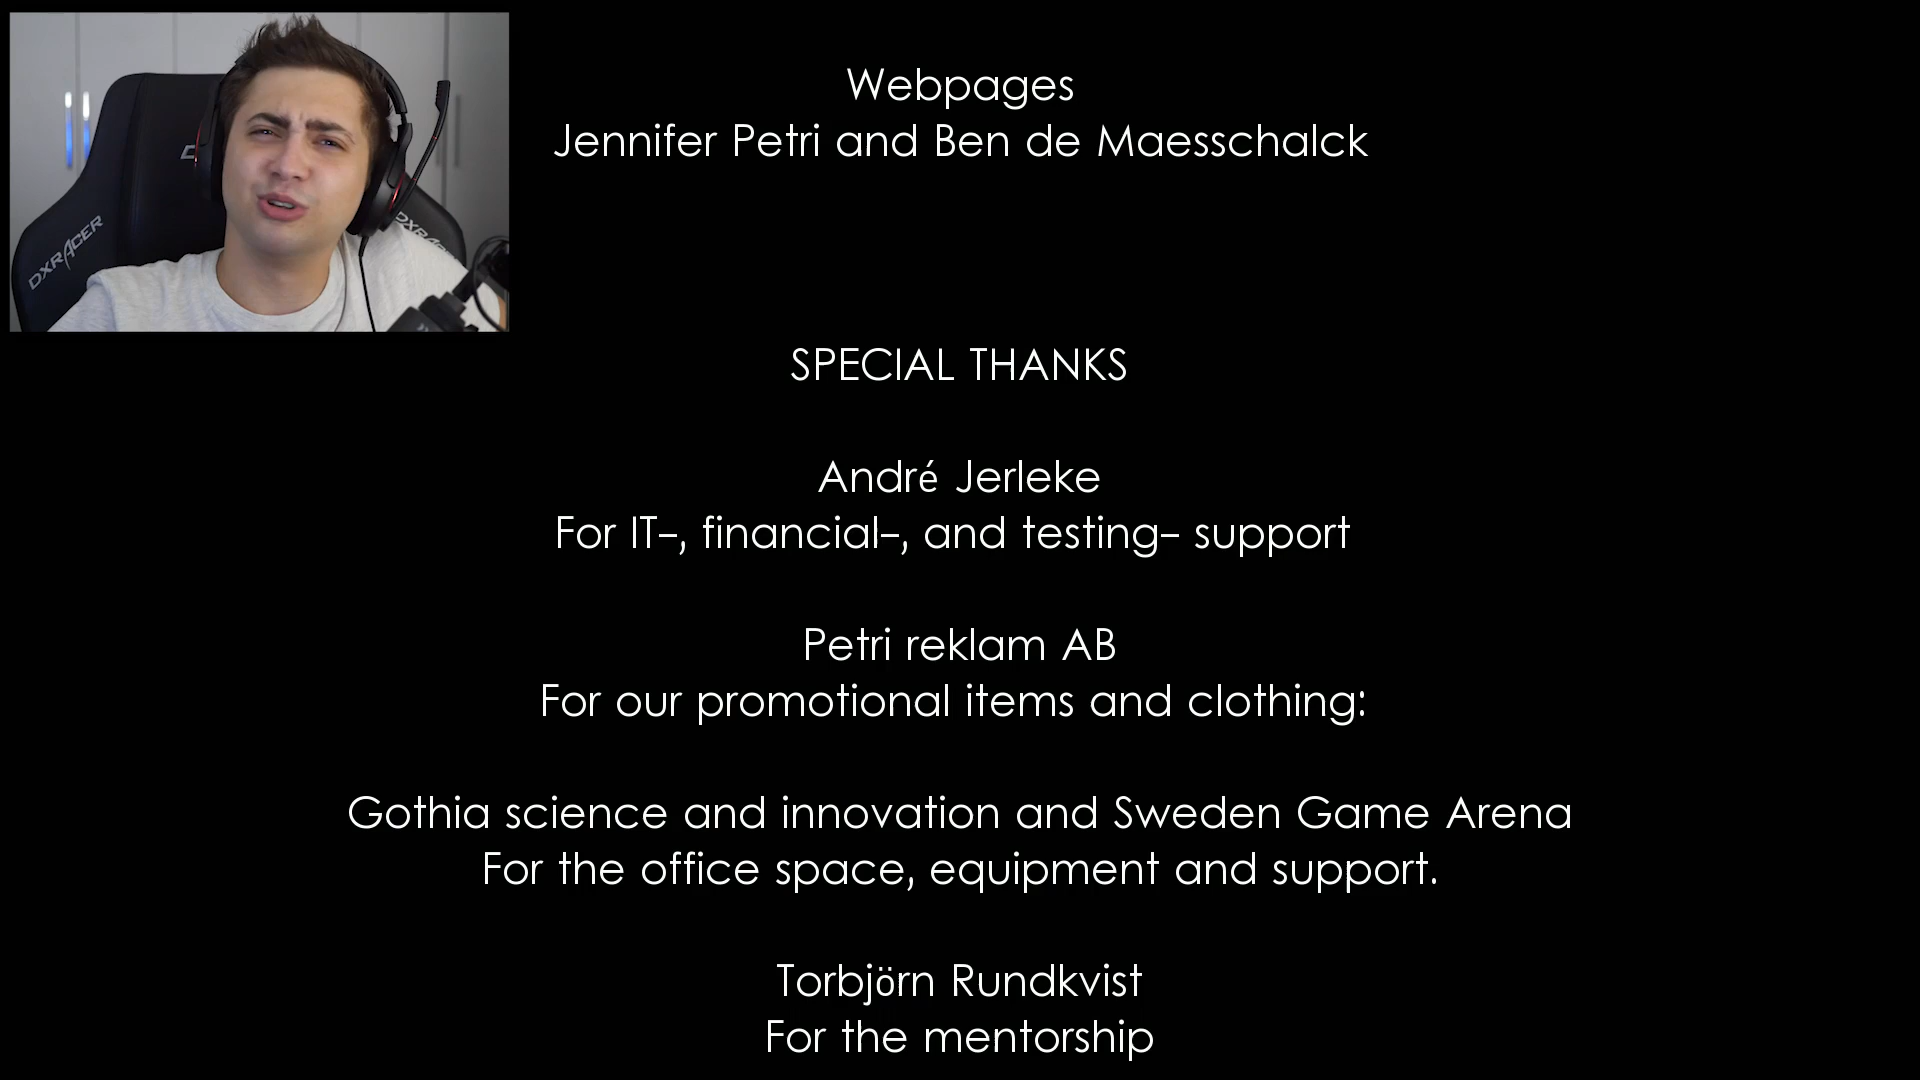 DXRACER
Webpages
Jennifer Petri and Ben de Maesschalck
SPECIAL THANKS
André Jerleke
For IT-, financial-, and testing- support
Petri reklam AB
For our promotional items and clothing:
Gothia science and innovation and Sweden Game Arena
For the office space, equipment and support.
Torbjörn Rundkvist
For the mentorship